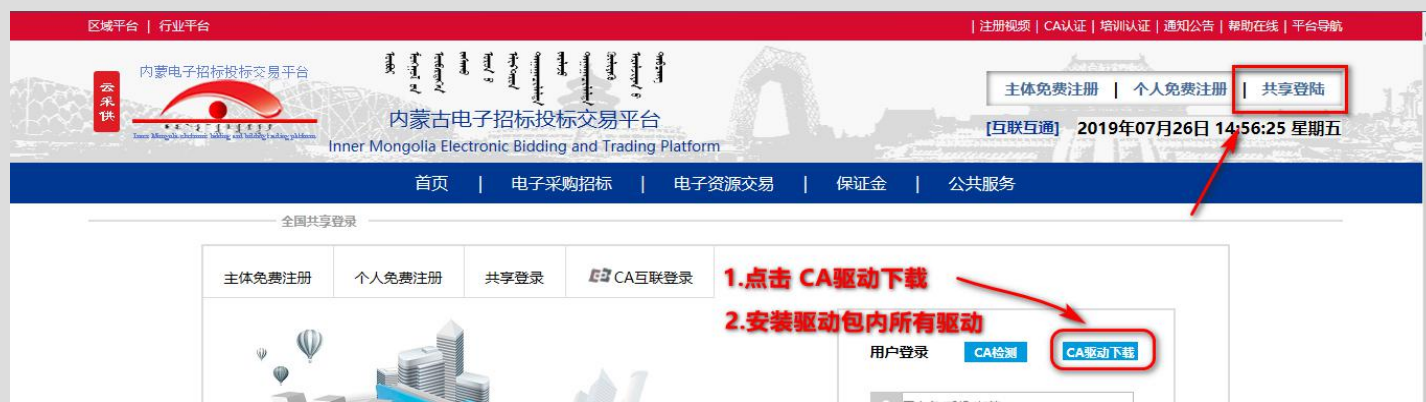 区域平台 | 行业平台
| 注册视频 | CA认证 | 培训认证 | 通知公告 | 帮助在线 | 平台导航
云采供
内蒙电子招标投标交易平台
内蒙古电子招标投标交易平台
Inner Mongolia Electronic Bidding and Trading Platform
主体免费注册 | 个人免费注册 | 共享登陆
[互联互通] 2019年07月26日 14:56:25 星期五
首页 | 电子采购招标 | 电子资源交易 | 保证金 | 公共服务
全国共享登录
主体免费注册 个人免费注册 共享登录 CA互联登录
1.点击 CA驱动下载
2.安装驱动包内所有驱动
用户登录 CA检测 CA驱动下载